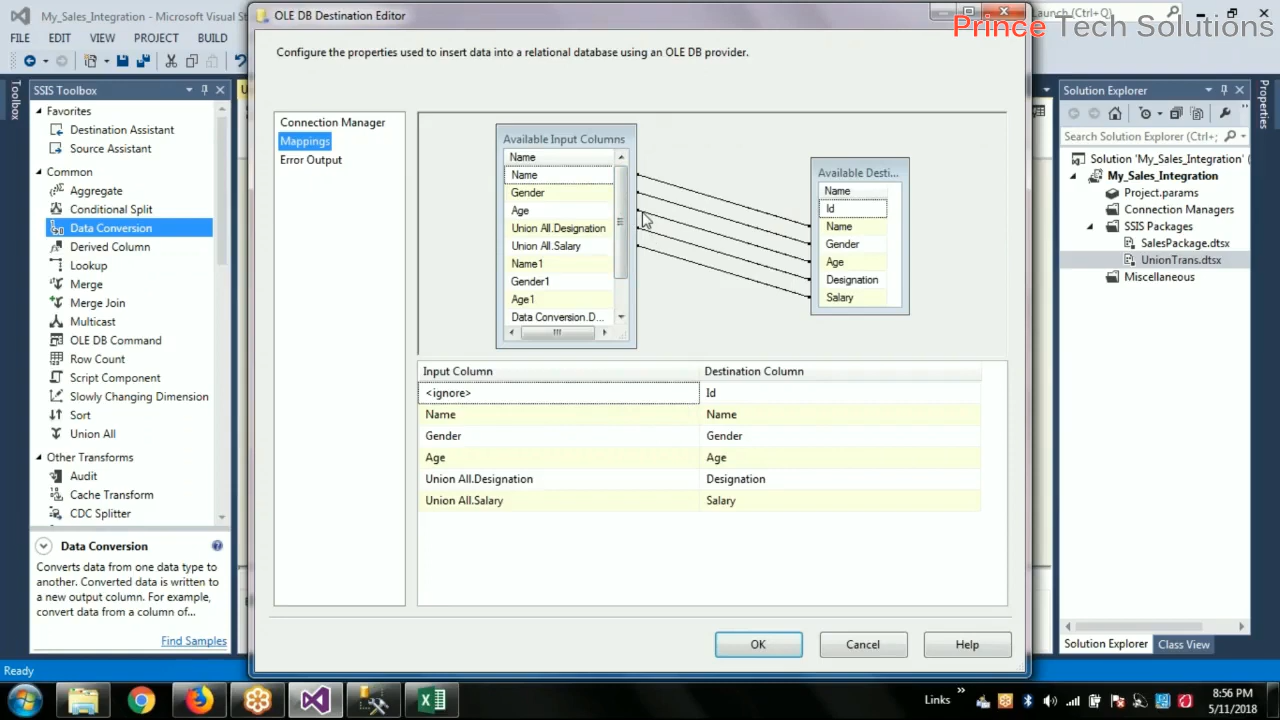 My_Sales_Integration - Microsoft Visual St
OLE DB Destination Editor
Launch (Ctrl+Q)
Prince Tech Solutions
FILE EDIT VIEW PROJECT BUILD
Configure the properties used to insert data into a relational database using an OLE DB provider.
Toolbox
SSIS Toolbox
Favorites
Destination Assistant
Source Assistant
Common
Aggregate
Conditional Split
Data Conversion
Derived Column
Lookup
Merge
Merge Join
Multicast
OLE DB Command
Row Count
Script Component
Slowly Changing Dimension
Sort
Union All
Other Transforms
Audit
Cache Transform
CDC Splitter
Data Conversion
Converts data from one data type to
another. Converted data is written to
a new output column. For example,
convert data from a column of...
Find Samples
Connection Manager
Mappings
Error Output
Available Input Columns
Name
Name
Gender
Age
Union All.Designation
Union All.Salary
Name1
Gender1
Age1
Data Conversion.D...
Available Desti...
Name
Id
Name
Gender
Age
Designation
Salary
Input Column Destination Column
<ignore> Id
Name Name
Gender Gender
Age Age
Union All.Designation Designation
Union All.Salary Salary
OK Cancel Help
Solution Explorer
Search Solution Explorer (Ctrl+;
Solution 'My_Sales_Integration' (
My_Sales_Integration
Project.params
Connection Managers
SSIS Packages
SalesPackage.dtsx
UnionTrans.dtsx
Miscellaneous
Solution Explorer Class View
Properties
Ready
Links
8:56 PM
5/11/2018